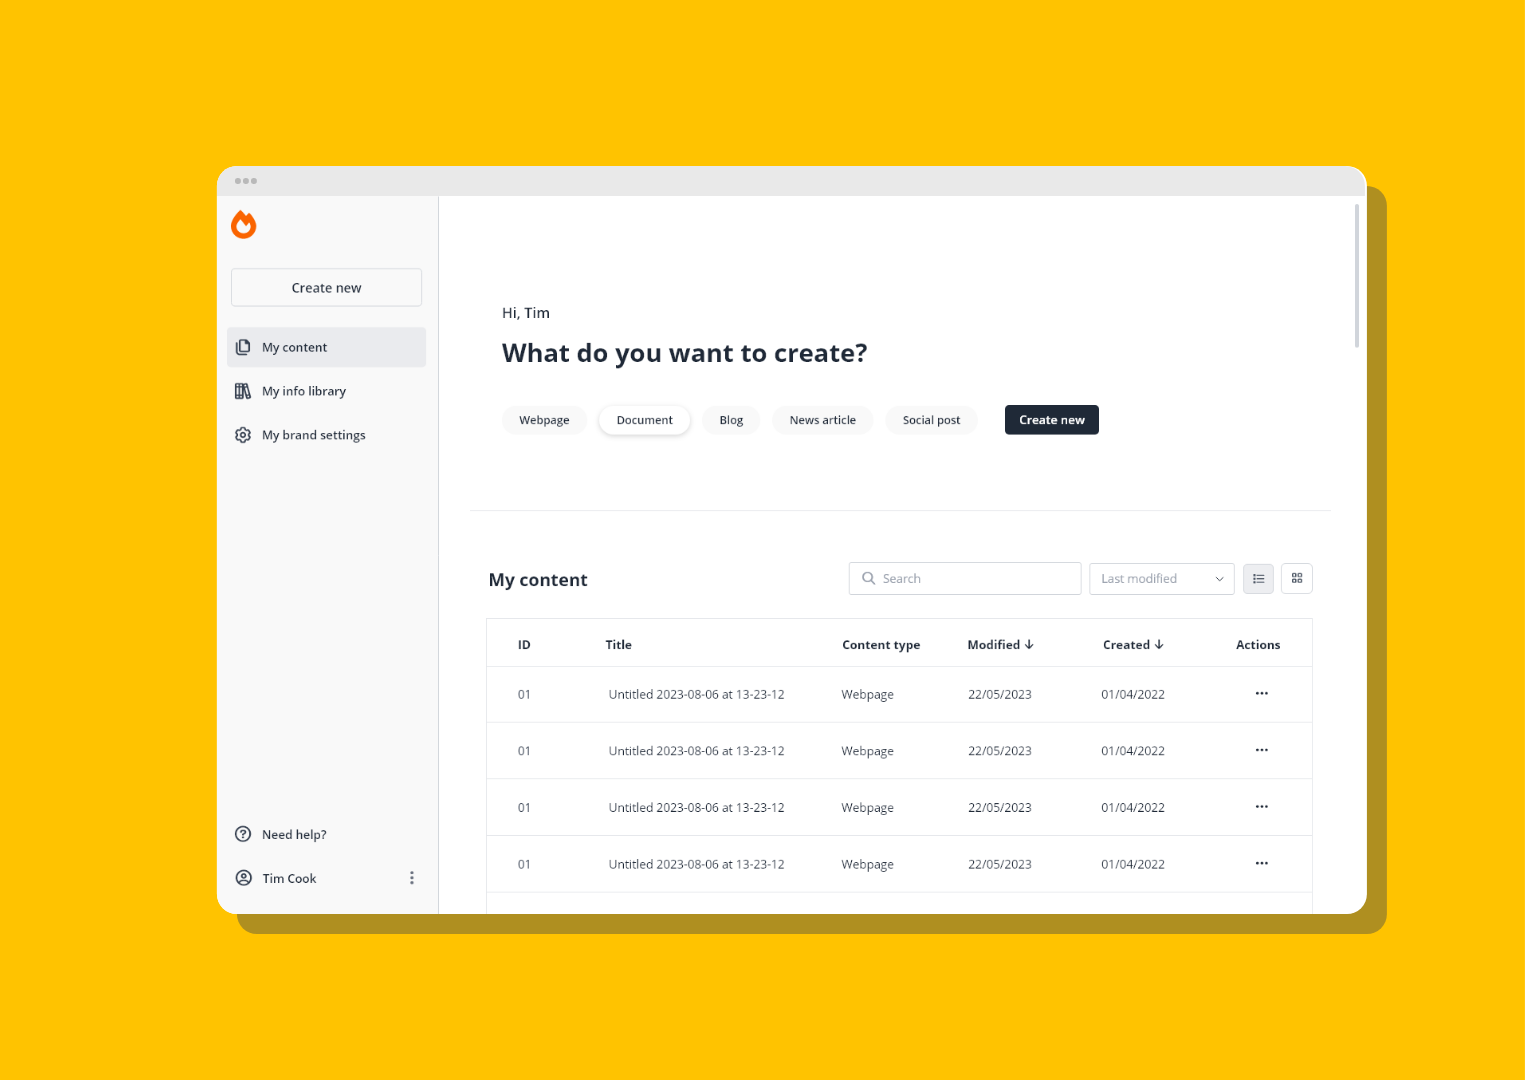 Create new
My content
My info library
My brand settings
Need help?
Tim Cook
Hi, Tim
What do you want to create?
Webpage Document Blog News article Social post Create new
My content Search Last modified
ID Title Content type Modified ↓ Created ↓ Actions
01 Untitled 2023-08-06 at 13-23-12 Webpage 22/05/2023 01/04/2022 •••
01 Untitled 2023-08-06 at 13-23-12 Webpage 22/05/2023 01/04/2022 •••
01 Untitled 2023-08-06 at 13-23-12 Webpage 22/05/2023 01/04/2022 •••
01 Untitled 2023-08-06 at 13-23-12 Webpage 22/05/2023 01/04/2022 •••